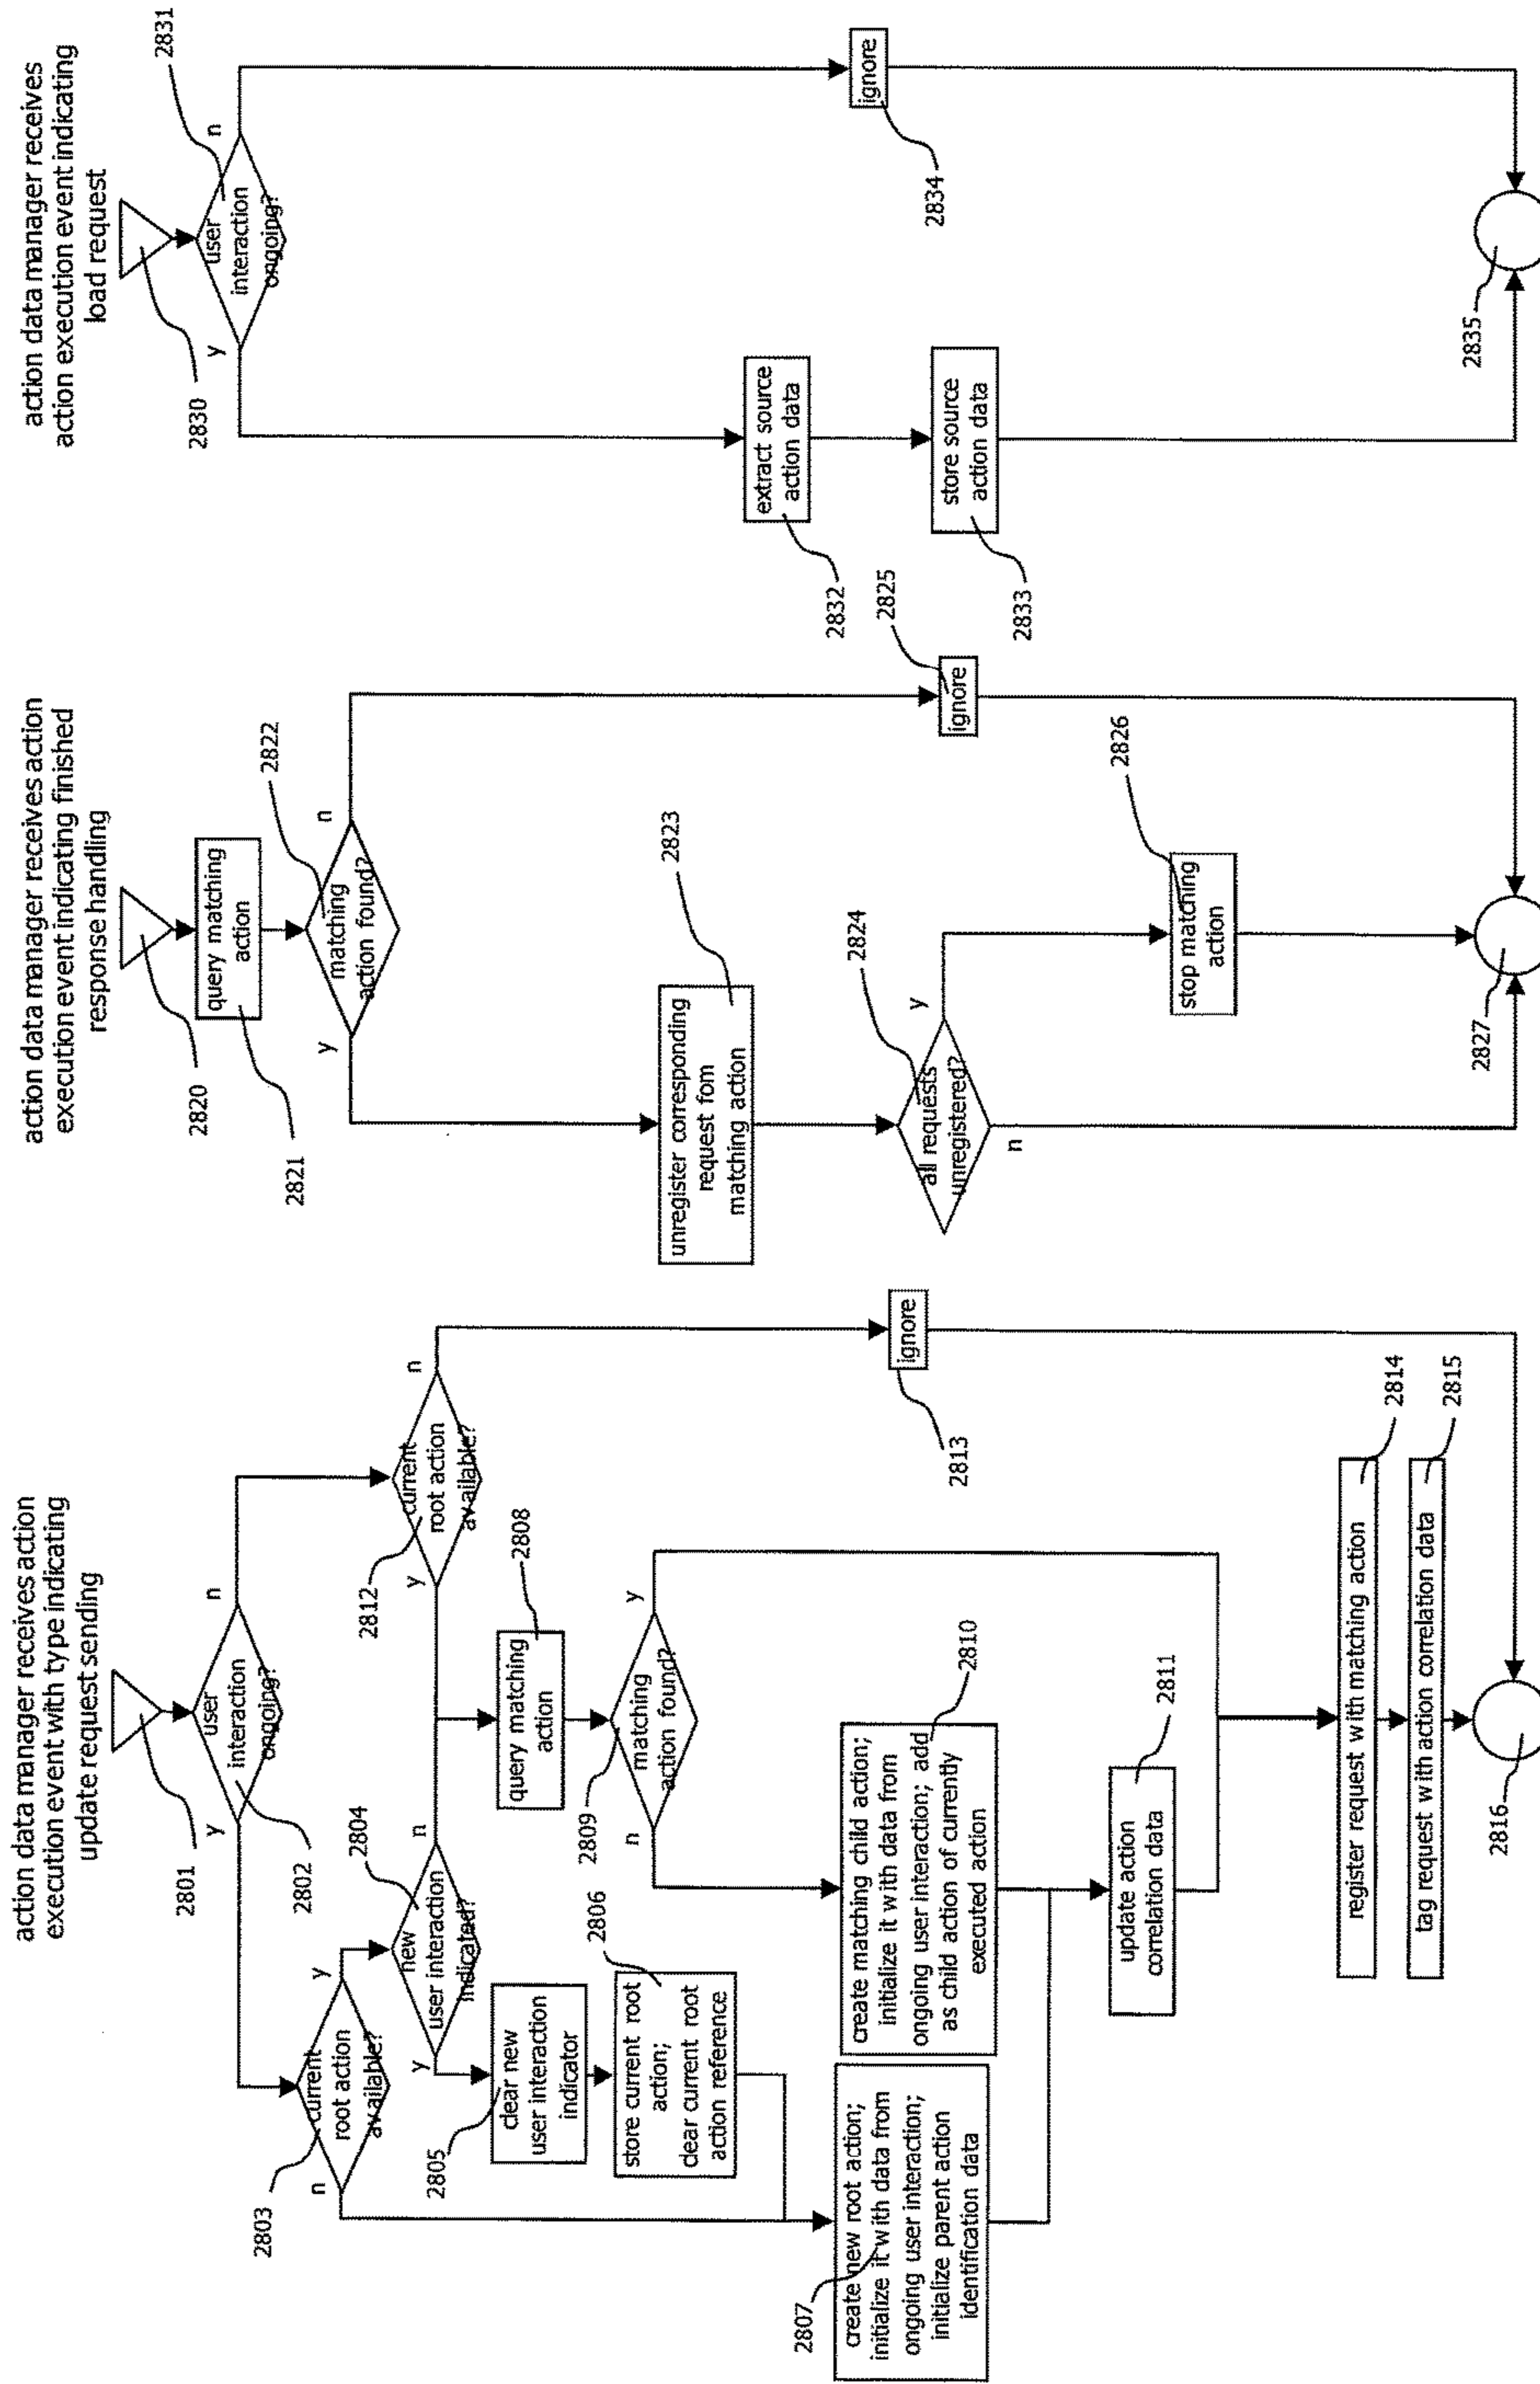 action data manager receives action
execution event with type indicating
update request sending
2801
user
interaction
ongoing?
2802
y
n
2803
current
root action
available?
n
y
2804
new
user interaction
indicated?
y
n
2812
current
root action
available?
y
n
2805
clear new
user interaction
indicator
2806
store current root
action;
clear current root
action reference
2808
query matching
action
2809
matching
action found?
n
y
2807
create new root action;
initialize it with data from
ongoing user interaction;
initialize parent action
identification data
2810
create matching child action;
initialize it with data from
ongoing user interaction; add
as child action of currently
executed action
ignore
2813
2811
update action
correlation data
register request with matching action
2814
tag request with action correlation data
2815
2816
action data manager receives action
execution event indicating finished
response handling
2820
query matching
action
2821
matching
action found?
2822
y
n
unregister corresponding
request fom
matching action
2823
all requests
unregistered?
2824
y
n
ignore
2825
stop matching
action
2826
2827
action data manager receives
action execution event indicating
load request
2830
user
interaction
ongoing?
2831
y
n
extract source
action data
2832
store source
action data
2833
ignore
2834
2835